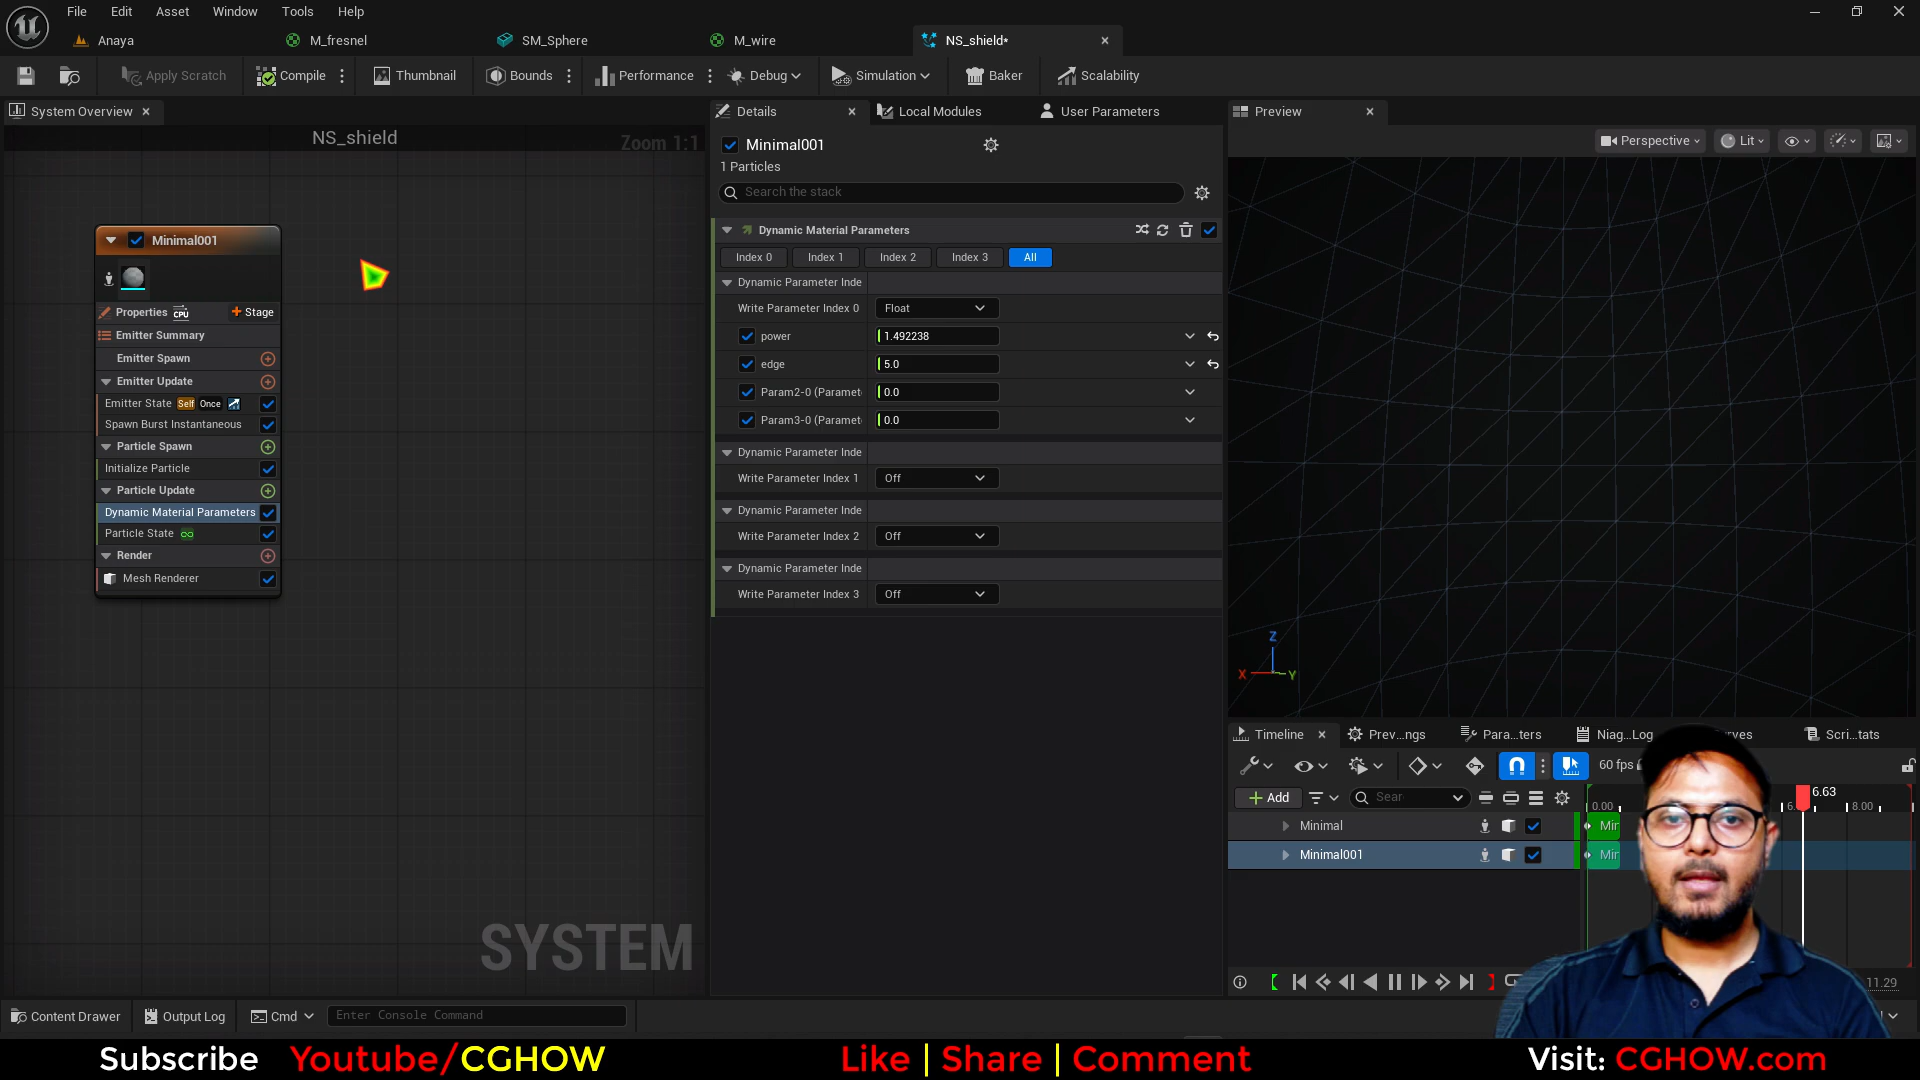 File Edit Asset Window Tools Help
Anaya M_fresnel SM_Sphere M_wire NS_shield*
Apply Scratch Compile Thumbnail Bounds Performance Debug Simulation Baker Scalability
System Overview
NS_shield
Zoom 1:1
Minimal001
Properties CPU Stage
Emitter Summary
Emitter Spawn
Emitter Update
Emitter State Self Once
Spawn Burst Instantaneous
Particle Spawn
Initialize Particle
Particle Update
Dynamic Material Parameters
Particle State
Render
Mesh Renderer
SYSTEM
Details Local Modules User Parameters
Minimal001
1 Particles
Search the stack
Dynamic Material Parameters
Index 0 Index 1 Index 2 Index 3 All
Dynamic Parameter Inde
Write Parameter Index 0 Float
power 1.492238
edge 5.0
Param2-0 (Paramet 0.0
Param3-0 (Paramet 0.0
Dynamic Parameter Inde
Write Parameter Index 1 Off
Dynamic Parameter Inde
Write Parameter Index 2 Off
Dynamic Parameter Inde
Write Parameter Index 3 Off
Preview
Perspective Lit
Z
X Y
Timeline Prev...ngs Para...ters Niag...Log rves Scri...tats
60 fps
Add Sear 6.63
0.00 6. 8.00
Minimal Mir
Minimal001 Mir
11.29
Content Drawer Output Log Cmd Enter Console Command
Subscribe Youtube/CGHOW Like | Share | Comment Visit: CGHOW.com